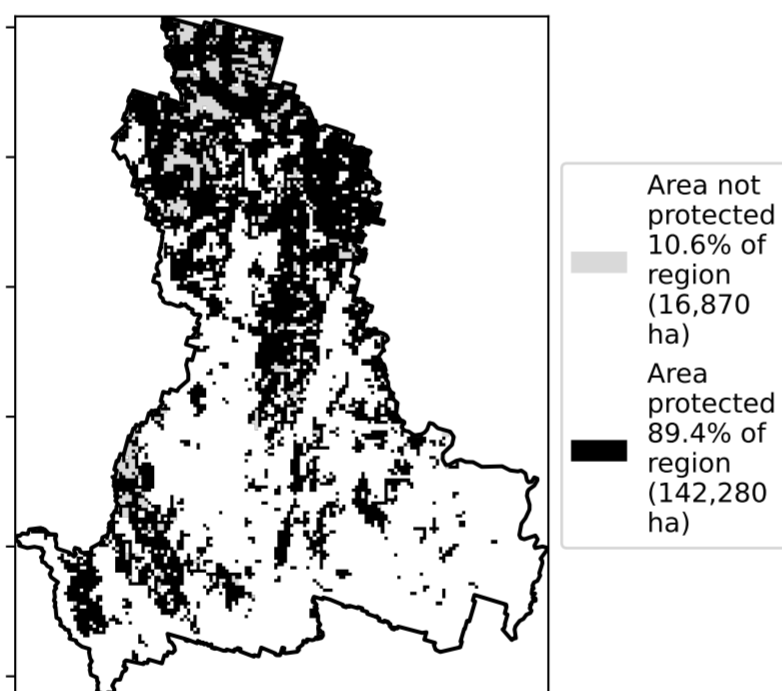 Area not
protected
10.6% of
region
(16,870
ha)
Area
protected
89.4% of
region
(142,280
ha)